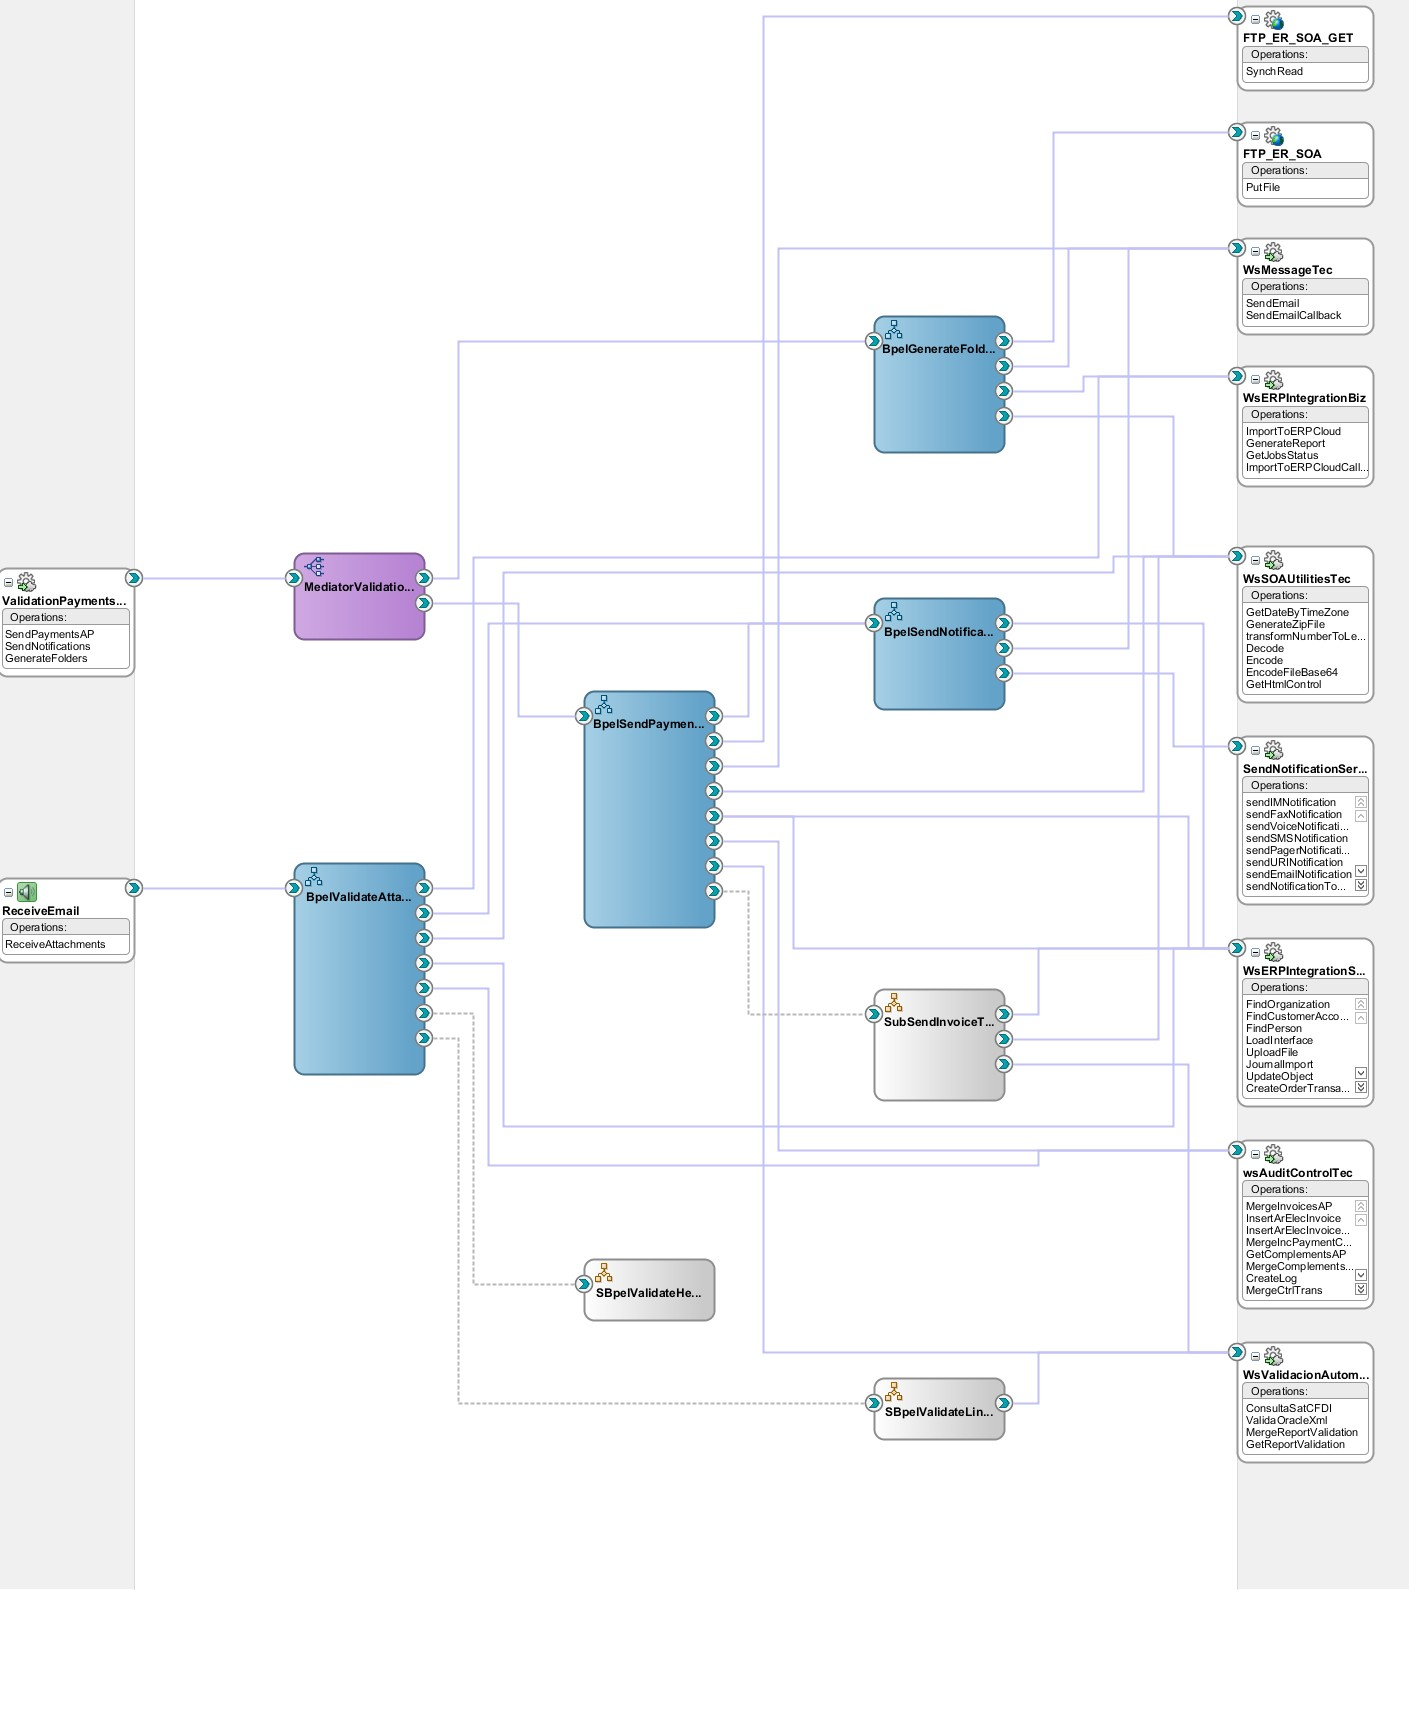 ValidationPayments...
Operations:
SendPaymentsAP
SendNotifications
GenerateFolders
ReceiveEmail
Operations:
ReceiveAttachments
MediatorValidatio...
BpelValidateAtta...
BpelSendPaymen...
SBpelValidateHe...
BpelGenerateFold...
BpelSendNotifica...
SubSendInvoiceT...
SBpelValidateLin...
FTP_ER_SOA_GET
Operations:
SynchRead
FTP_ER_SOA
Operations:
PutFile
WsMessageTec
Operations:
SendEmail
SendEmailCallback
WsERPIntegrationBiz
Operations:
ImportToERPCloud
GenerateReport
GetJobsStatus
ImportToERPCloudCall...
WsSOAUtilitiesTec
Operations:
GetDateByTimeZone
GenerateZipFile
transformNumberToLe...
Decode
Encode
EncodeFileBase64
GetHtmlControl
SendNotificationSer...
Operations:
sendIMNotification
sendFaxNotification
sendVoiceNotificati...
sendSMSNotification
sendPagerNotificati...
sendURINotification
sendEmailNotification
sendNotificationTo...
WsERPIntegrationS...
Operations:
FindOrganization
FindCustomerAcco...
FindPerson
LoadInterface
UploadFile
JournalImport
UpdateObject
CreateOrderTransa...
wsAuditControlTec
Operations:
MergeInvoicesAP
InsertArElecInvoice
InsertArElecInvoice...
MergeIncPaymentC...
GetComplementsAP
MergeComplements...
CreateLog
MergeCtrlTrans
WsValidacionAutom...
Operations:
ConsultaSatCFDI
ValidaOracleXml
MergeReportValidation
GetReportValidation